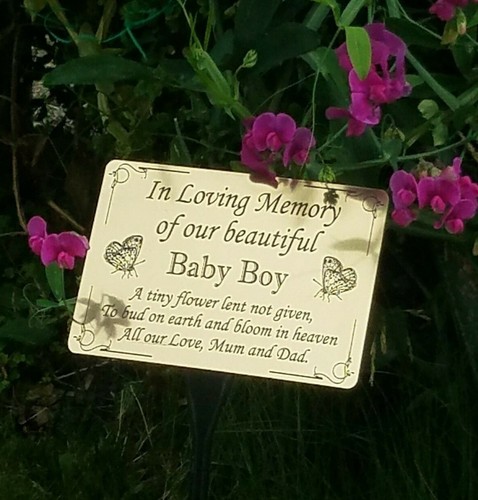 In Loving Memory
of our beautiful
Baby Boy
A tiny flower lent not given,
To bud on earth and bloom in heaven
All our Love, Mum and Dad.